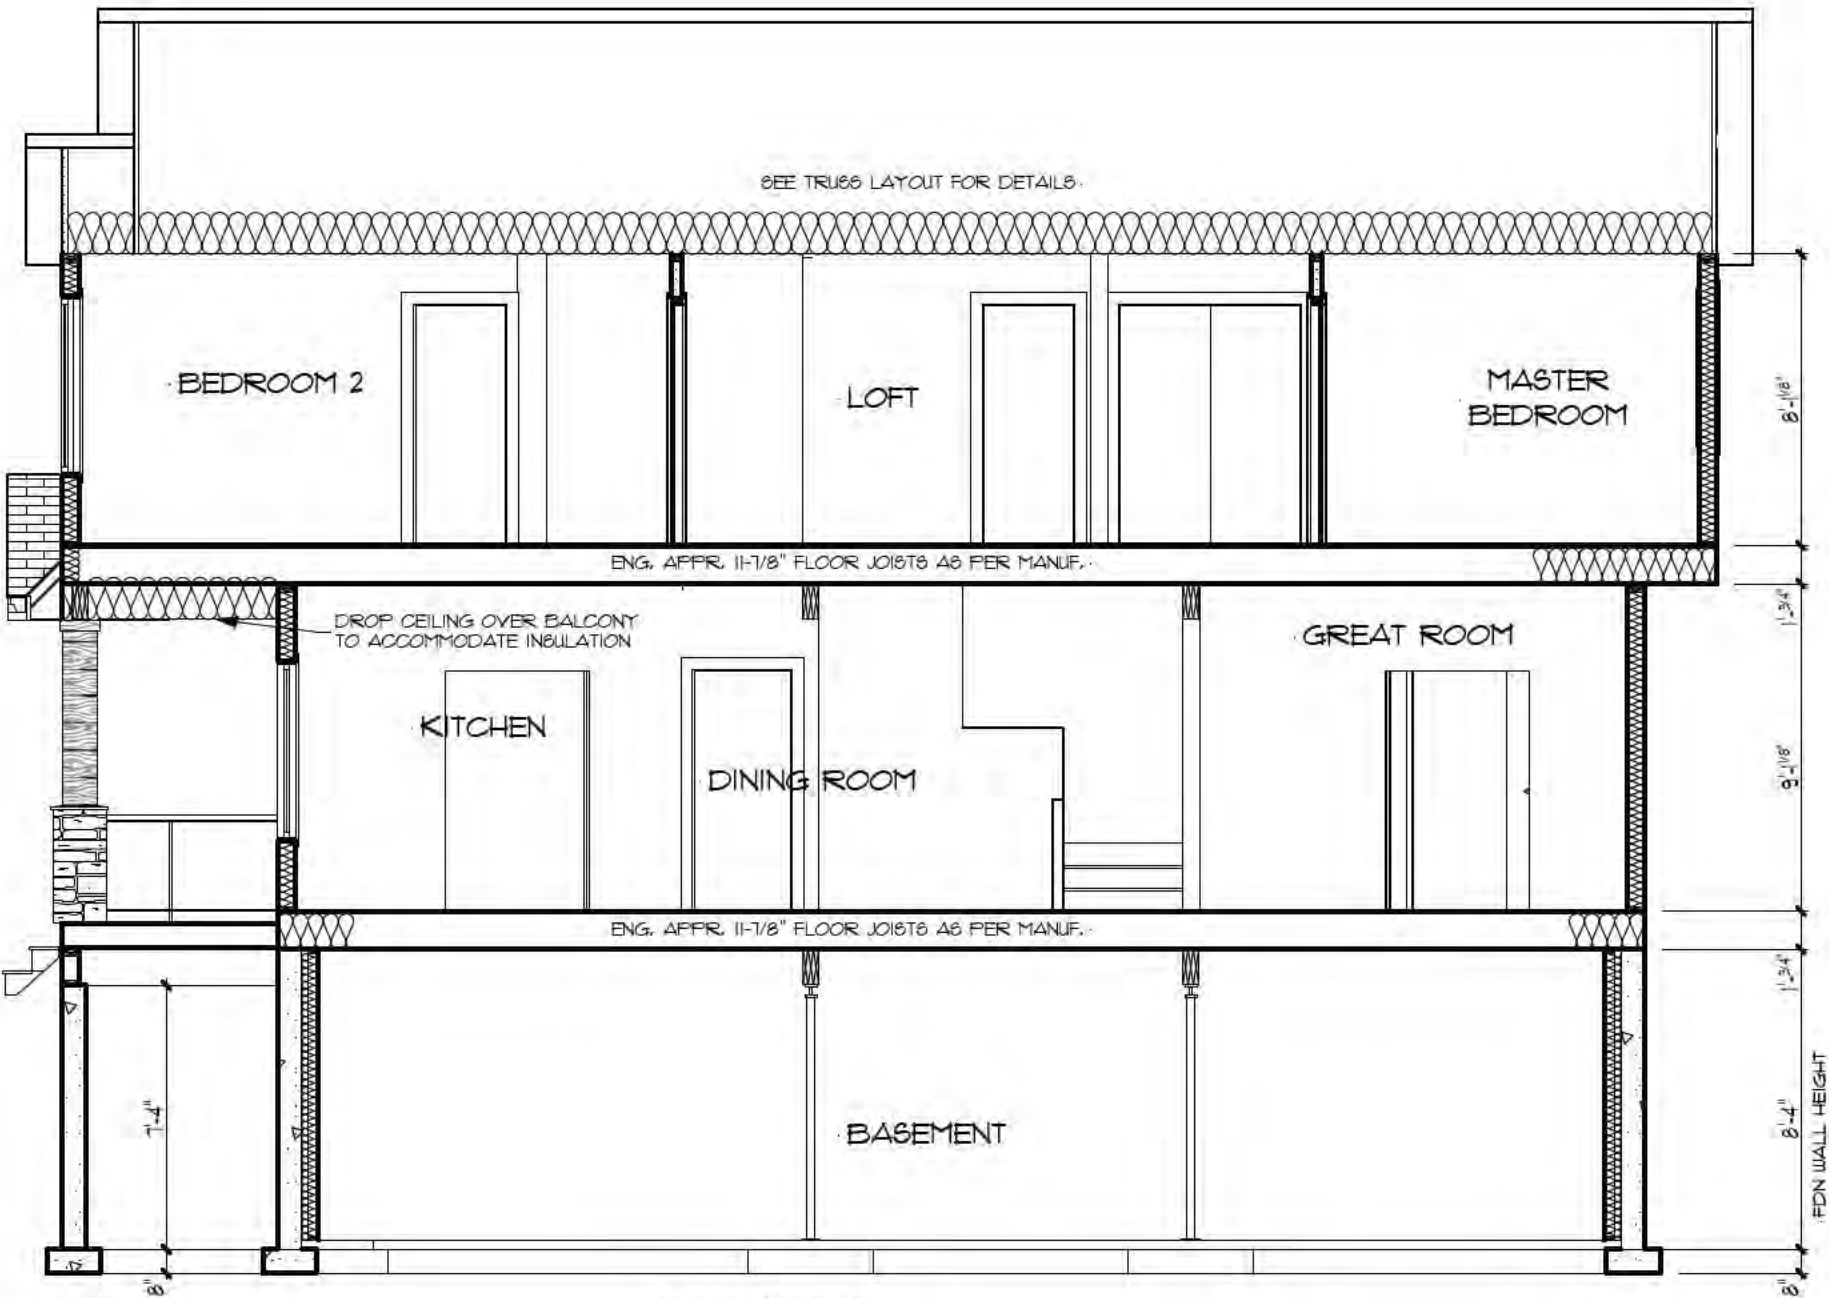 SEE TRUSS LAYOUT FOR DETAILS
BEDROOM 2
LOFT
MASTER
BEDROOM
8'-1 1/8"
ENG. APPR. 11-7/8" FLOOR JOISTS AS PER MANUF.
1'-3/4"
DROP CEILING OVER BALCONY
TO ACCOMMODATE INSULATION
GREAT ROOM
KITCHEN
DINING ROOM
9'-1 1/8"
ENG. APPR. 11-7/8" FLOOR JOISTS AS PER MANUF.
1'-3/4"
7'-4"
BASEMENT
8'-4"
FDN WALL HEIGHT
8"
8"